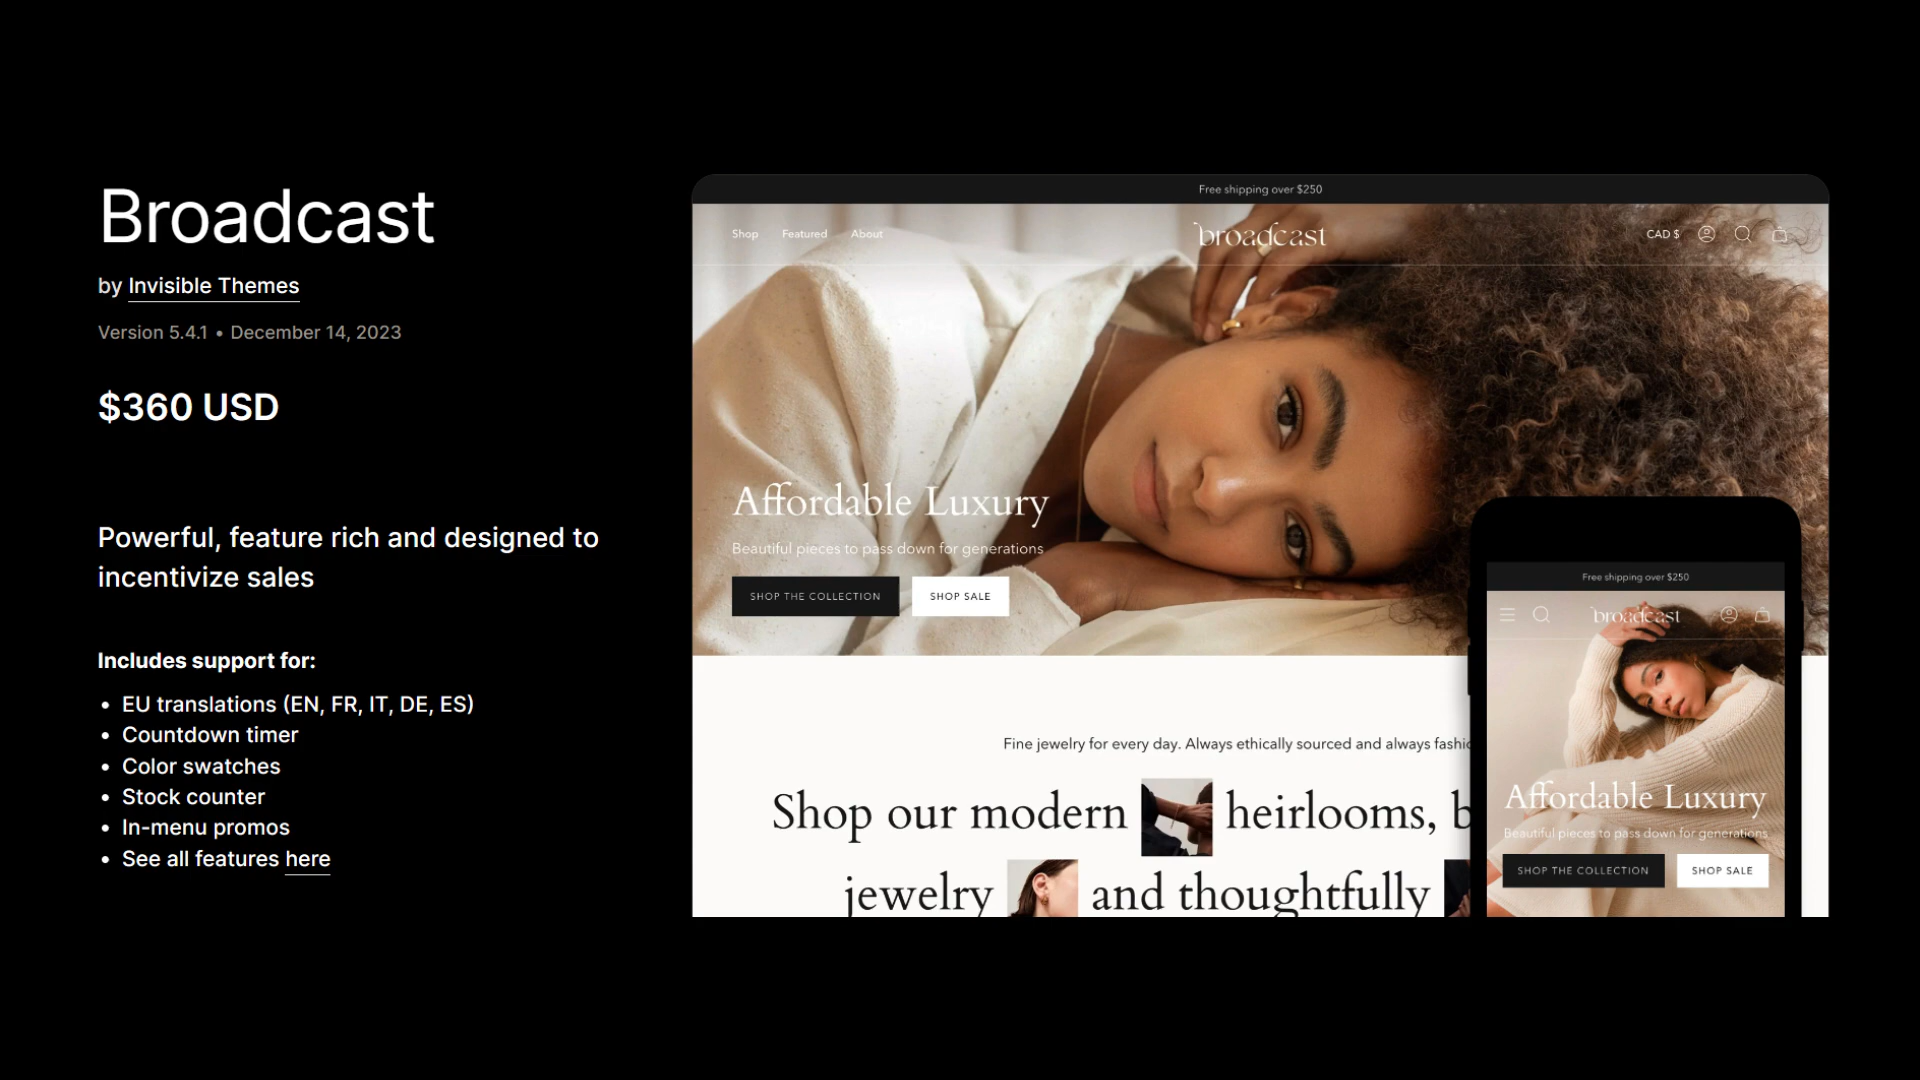 Broadcast
by Invisible Themes
Version 5.4.1 • December 14, 2023
$360 USD
Powerful, feature rich and designed to
incentivize sales
Includes support for:
• EU translations (EN, FR, IT, DE, ES)
• Countdown timer
• Color swatches
• Stock counter
• In-menu promos
• See all features here
Free shipping over $250
Shop Featured About
broadcast
CAD $
Affordable Luxury
Beautiful pieces to pass down for generations
SHOP THE COLLECTION
SHOP SALE
Fine jewelry for every day. Always ethically sourced and always fashio
Shop our modern heirlooms, b
jewelry and thoughtfully
Free shipping over $250
broadcast
Affordable Luxury
Beautiful pieces to pass down for generations
SHOP THE COLLECTION
SHOP SALE